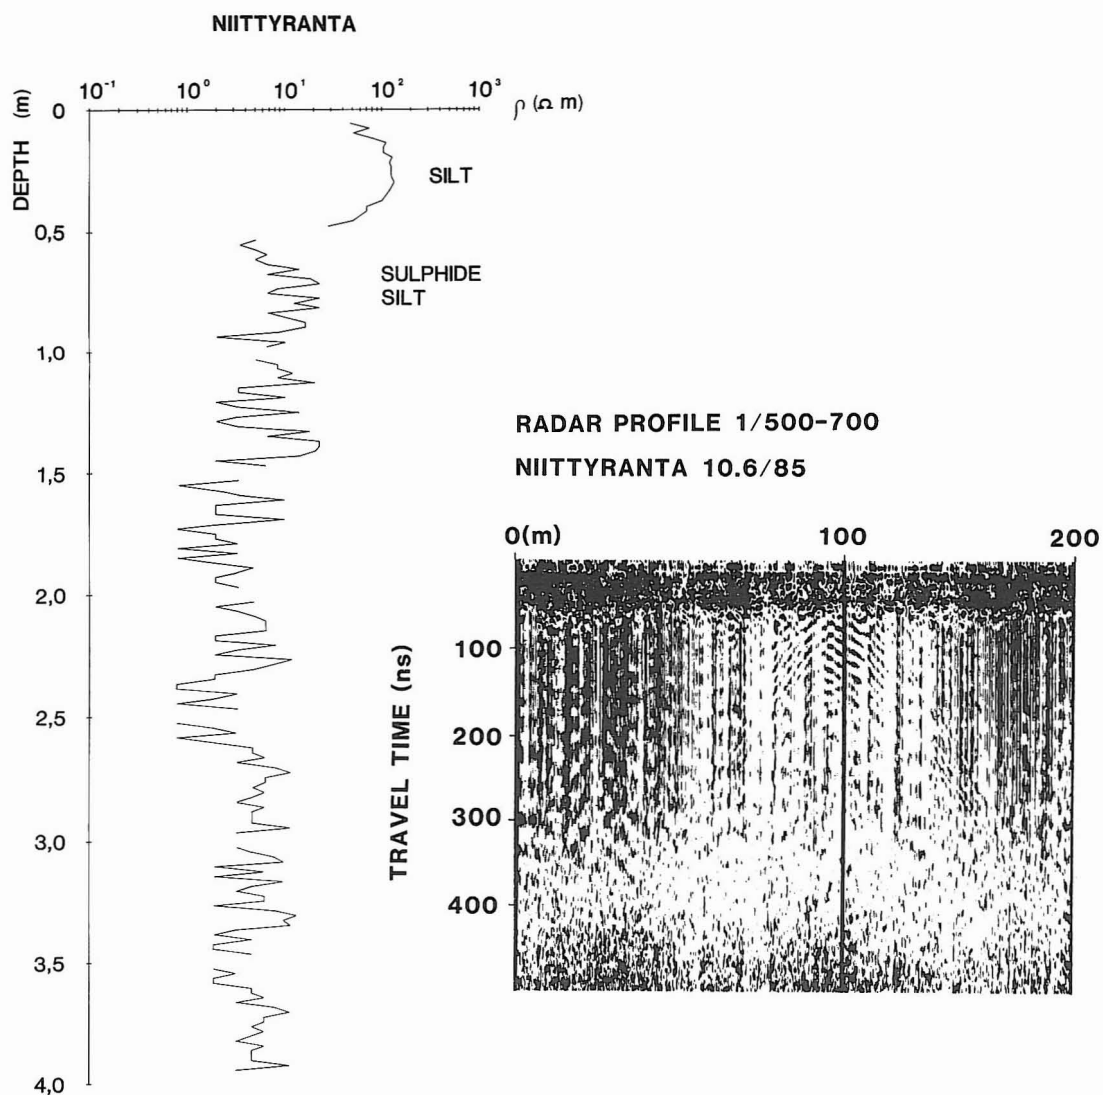 NIITTYRANTA
10⁻¹ 10⁰ 10¹ 10² 10³ ρ (Ω m)
DEPTH (m)
0
0,5
1,0
1,5
2,0
2,5
3,0
3,5
4,0
SILT
SULPHIDE
SILT
RADAR PROFILE 1/500-700
NIITTYRANTA 10.6/85
0(m) 100 200
TRAVEL TIME (ns)
100
200
300
400